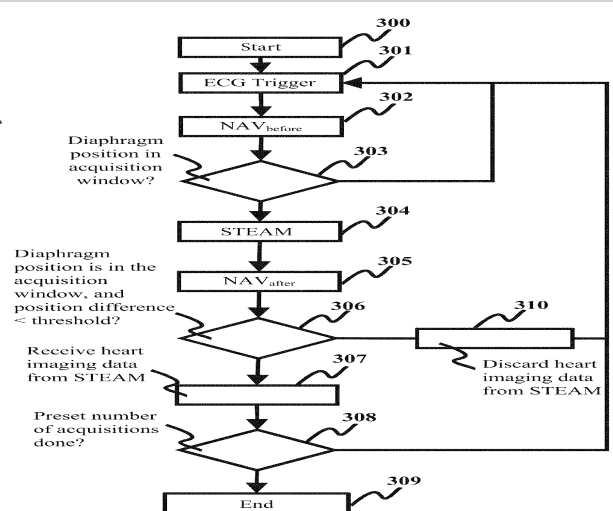 300
Start
301
ECG Trigger
302
NAVbefore
303
Diaphragm
position in
acquisition
window?
304
STEAM
305
NAVafter
Diaphragm
position is in the
acquisition
window, and
position difference
< threshold?
306
310
Discard heart
imaging data
from STEAM
Receive heart
imaging data
from STEAM
307
Preset number
of acquisitions
done?
308
309
End